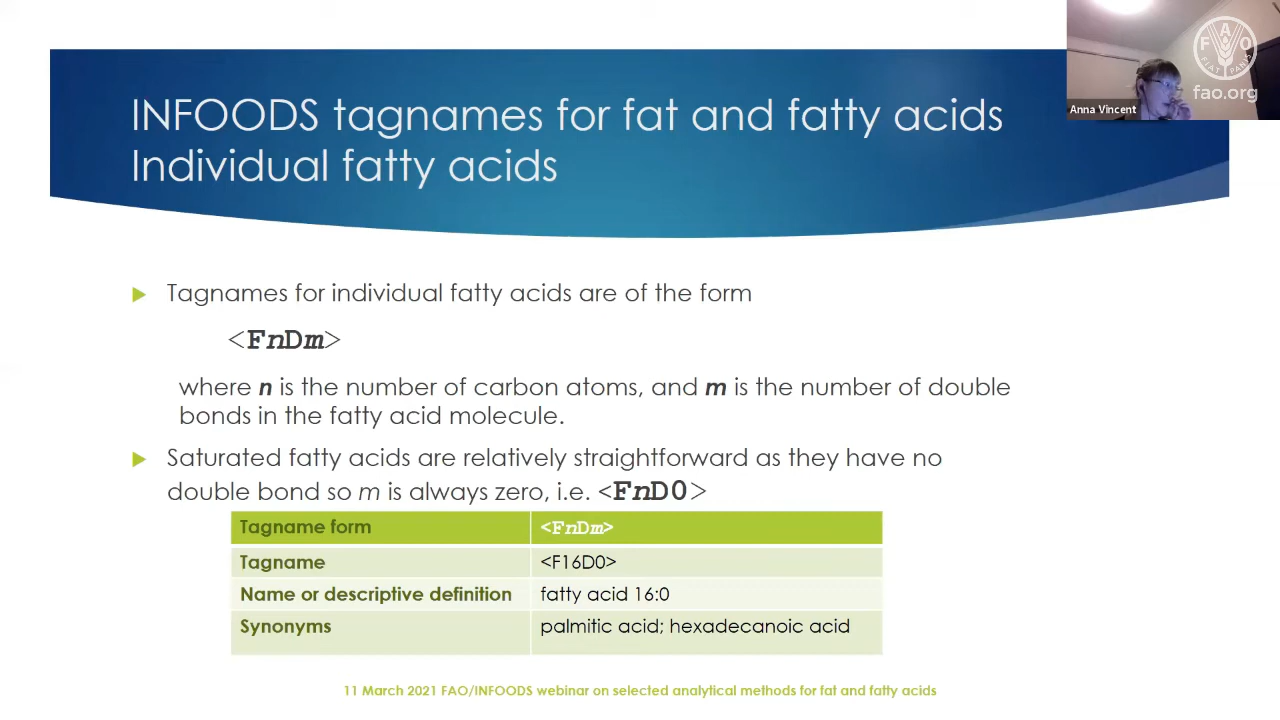 INFOODS tagnames for fat and fatty acids
Individual fatty acids
FAO
FIAT PANIS
fao.org
Anna Vincent
Tagnames for individual fatty acids are of the form
<FnDm>
where n is the number of carbon atoms, and m is the number of double
bonds in the fatty acid molecule.
Saturated fatty acids are relatively straightforward as they have no
double bond so m is always zero, i.e. <FnD0>
Tagname form <FnDm>
Tagname <F16D0>
Name or descriptive definition fatty acid 16:0
Synonyms palmitic acid; hexadecanoic acid
11 March 2021 FAO/INFOODS webinar on selected analytical methods for fat and fatty acids